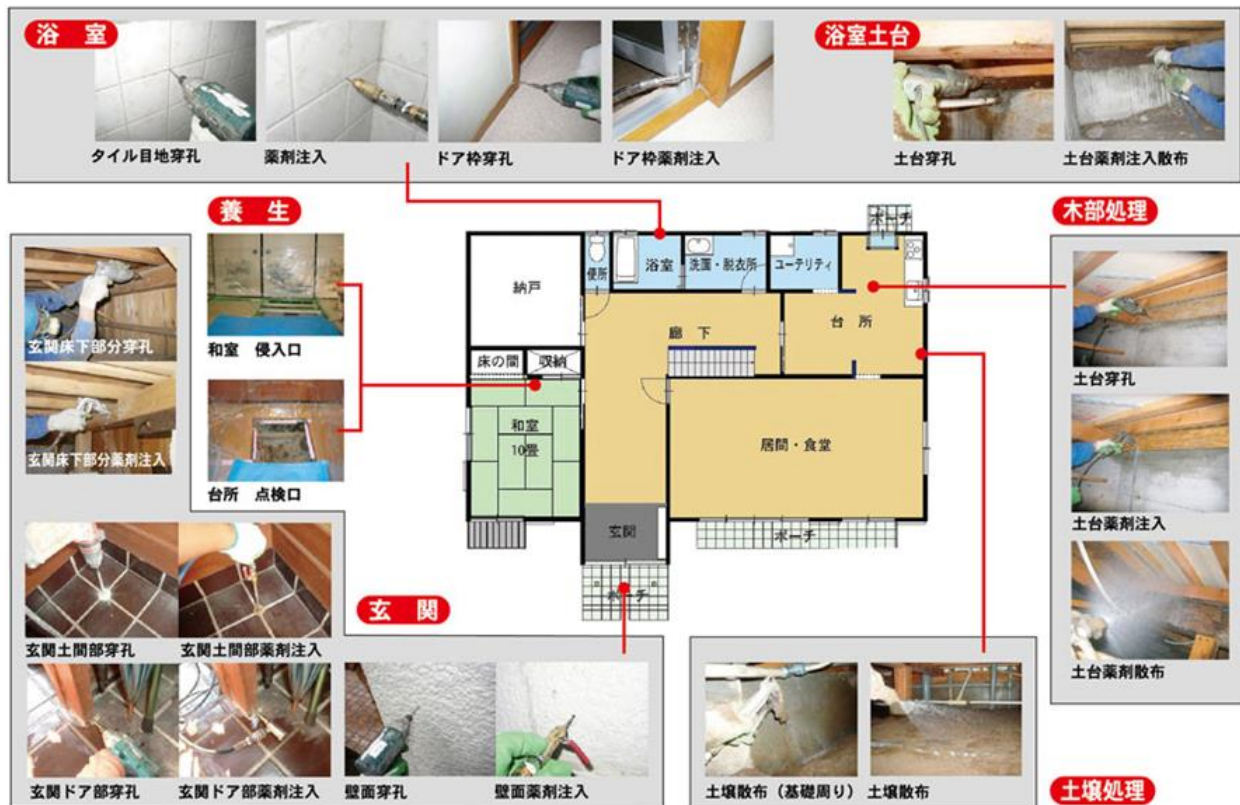 浴 室
タイル目地穿孔
薬剤注入
ドア枠穿孔
ドア枠薬剤注入
浴室土台
土台穿孔
土台薬剤注入散布
養 生
和室 侵入口
台所 点検口
木部処理
土台穿孔
土台薬剤注入
土台薬剤散布
玄関床下部分穿孔
玄関床下部分薬剤注入
玄 関
玄関土間部穿孔
玄関土間部薬剤注入
玄関ドア部穿孔
玄関ドア部薬剤注入
壁面穿孔
壁面薬剤注入
土壌散布（基礎周り）
土壌散布
土壌処理
ポーチ
納戸
便所
浴室
洗面・脱衣所
ユーテリティ
台 所
廊 下
床の間
収納
和室
10畳
居間・食堂
玄関
ポーチ
ポーチ